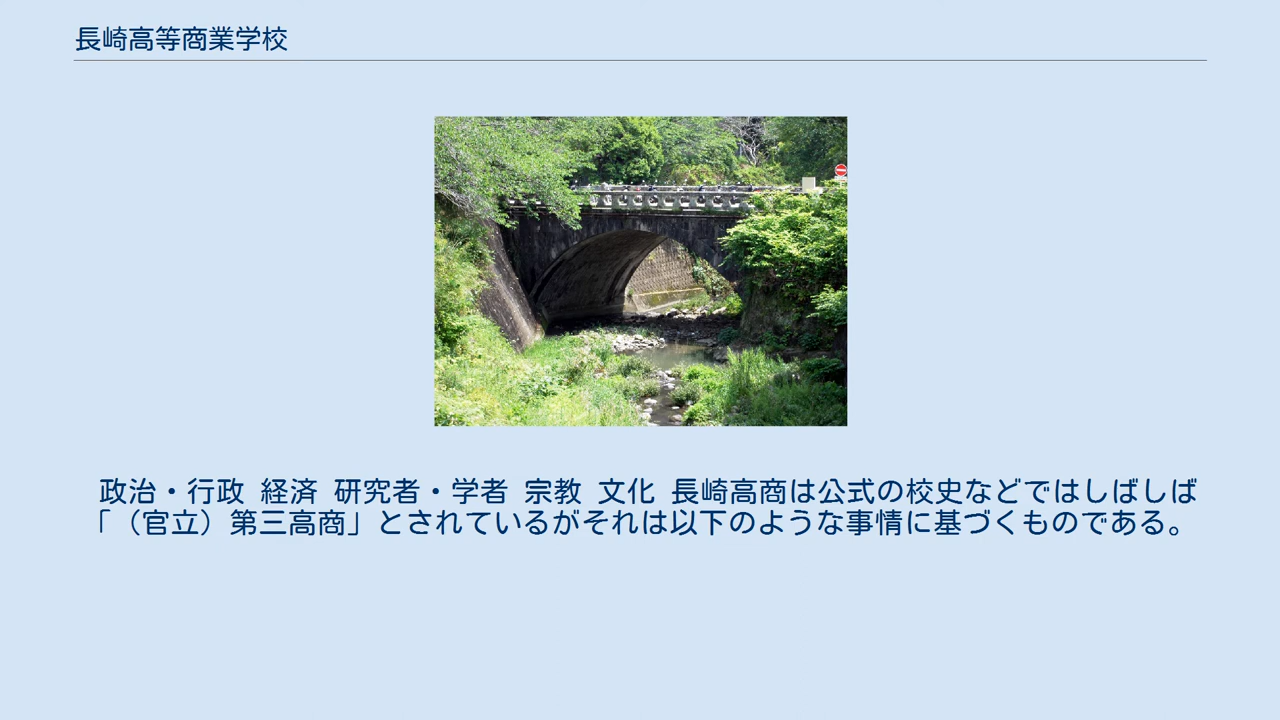 長崎高等商業学校
政治・行政 経済 研究者・学者 宗教 文化 長崎高商は公式の校史などではしばしば
「（官立）第三高商」とされているがそれは以下のような事情に基づくものである。